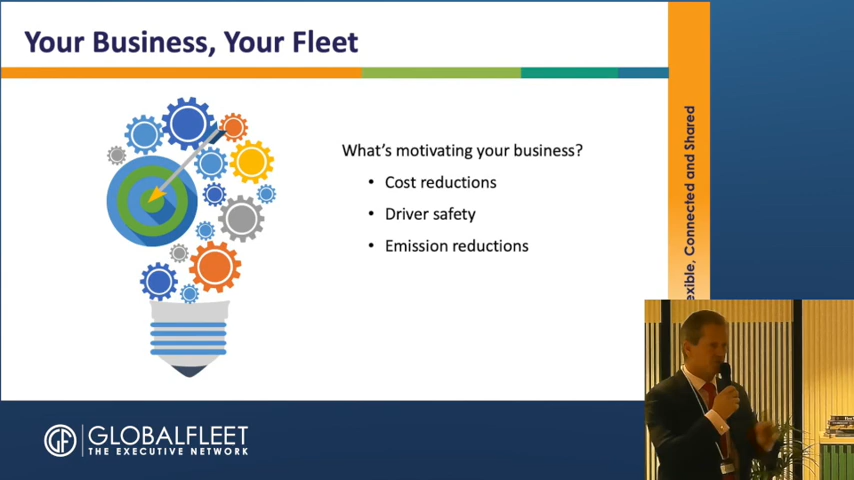 Your Business, Your Fleet
What's motivating your business?
• Cost reductions
• Driver safety
• Emission reductions
exible, Connected and Shared
GF
GLOBALFLEET
THE EXECUTIVE NETWORK